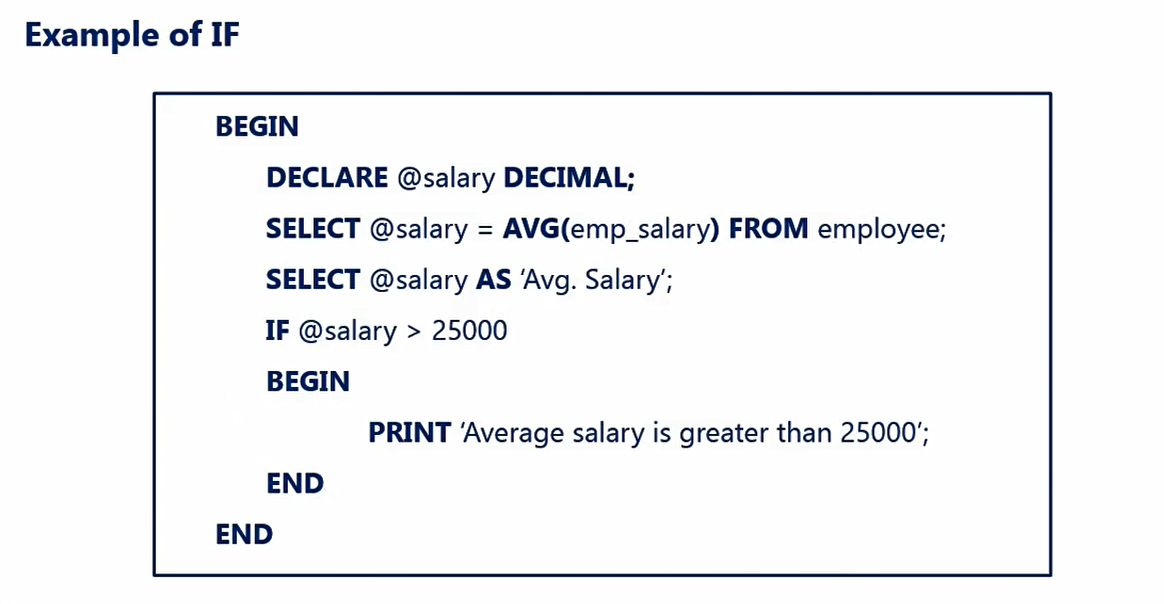 Example of IF
BEGIN
DECLARE @salary DECIMAL;
SELECT @salary = AVG(emp_salary) FROM employee;
SELECT @salary AS ‘Avg. Salary’;
IF @salary > 25000
BEGIN
PRINT ‘Average salary is greater than 25000’;
END
END